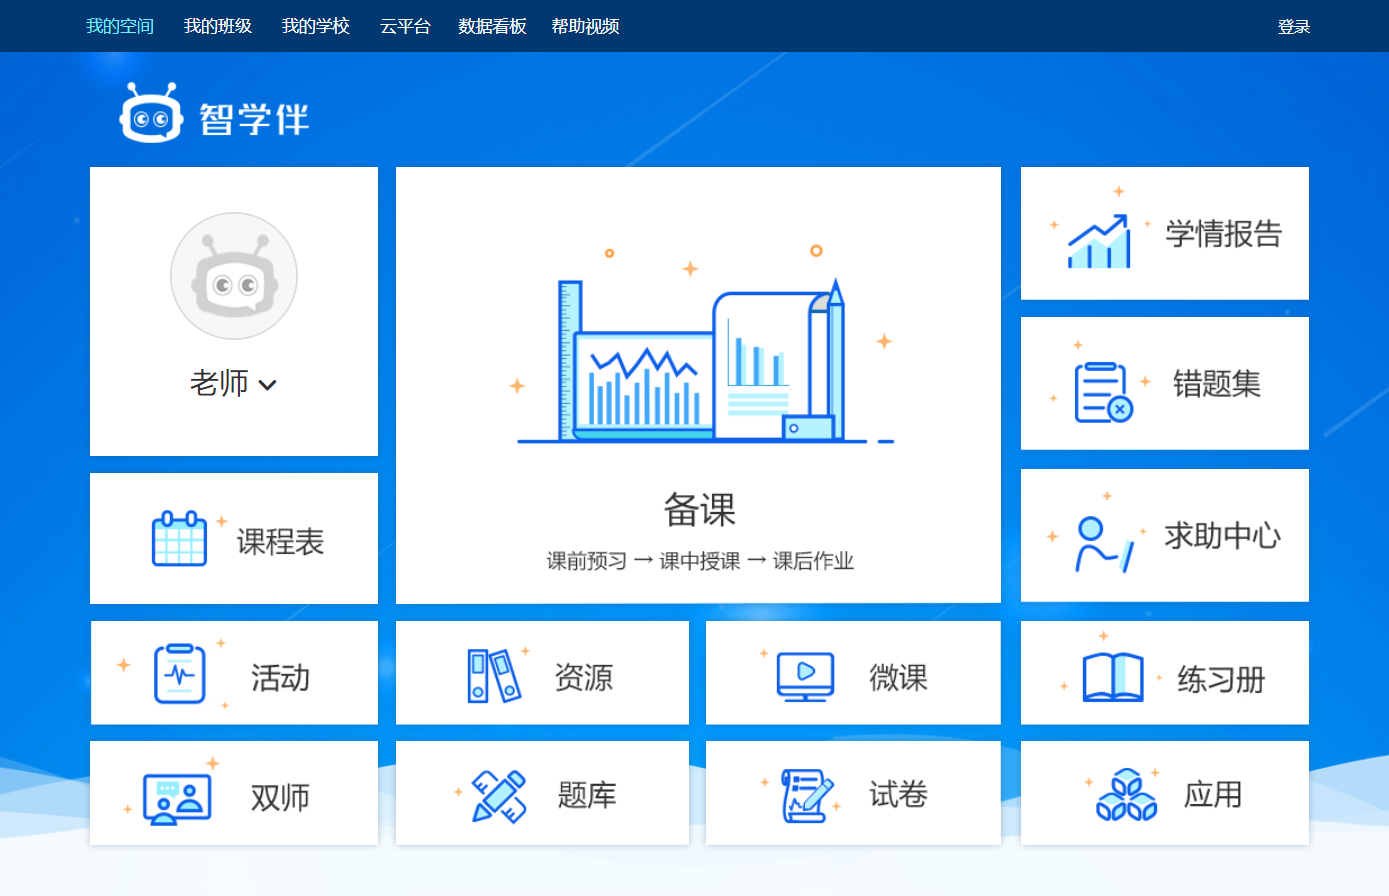 我的空间 我的班级 我的学校 云平台 数据看板 帮助视频 登录
智学伴
老师
课程表
备课
课前预习 → 课中授课 → 课后作业
学情报告
错题集
求助中心
活动 资源 微课 练习册
双师 题库 试卷 应用